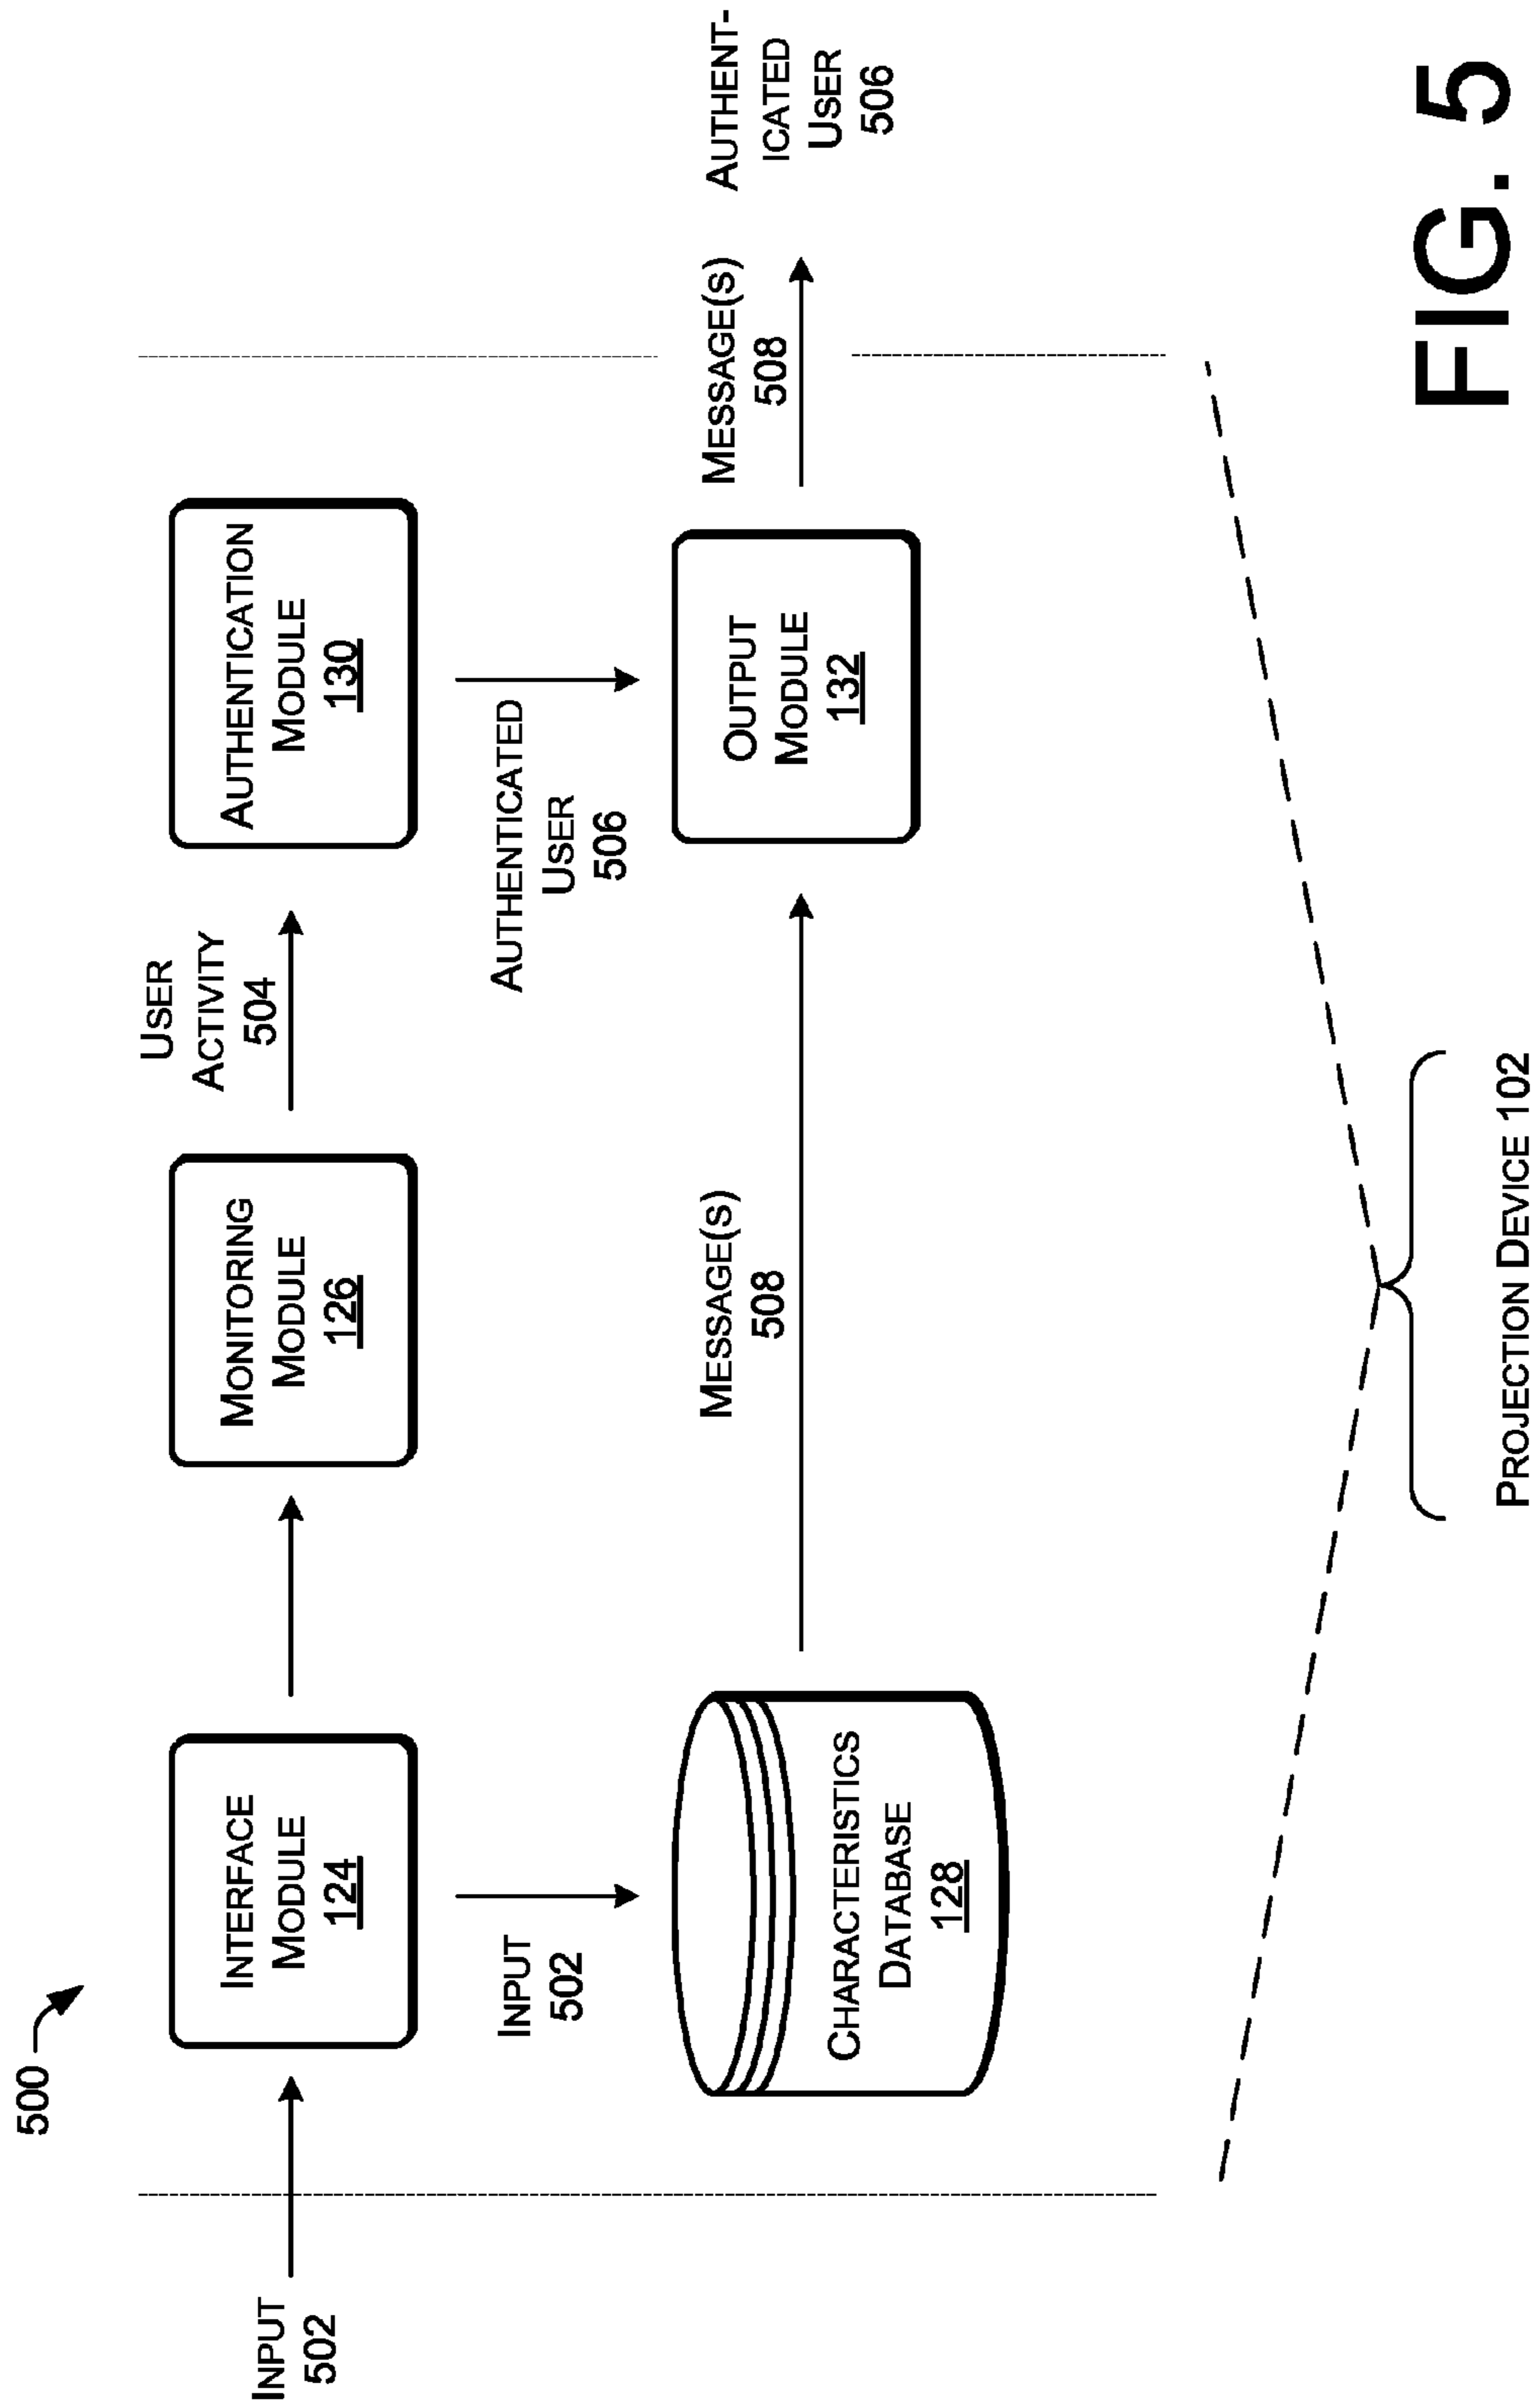 500
INPUT
502
INTERFACE
MODULE
124
MONITORING
MODULE
126
USER
ACTIVITY
504
AUTHENTICATION
MODULE
130
INPUT
502
AUTHENTICATED
USER
506
CHARACTERISTICS
DATABASE
128
MESSAGE(S)
508
OUTPUT
MODULE
132
MESSAGE(S)
508
AUTHENT-
ICATED
USER
506
PROJECTION DEVICE 102
FIG. 5